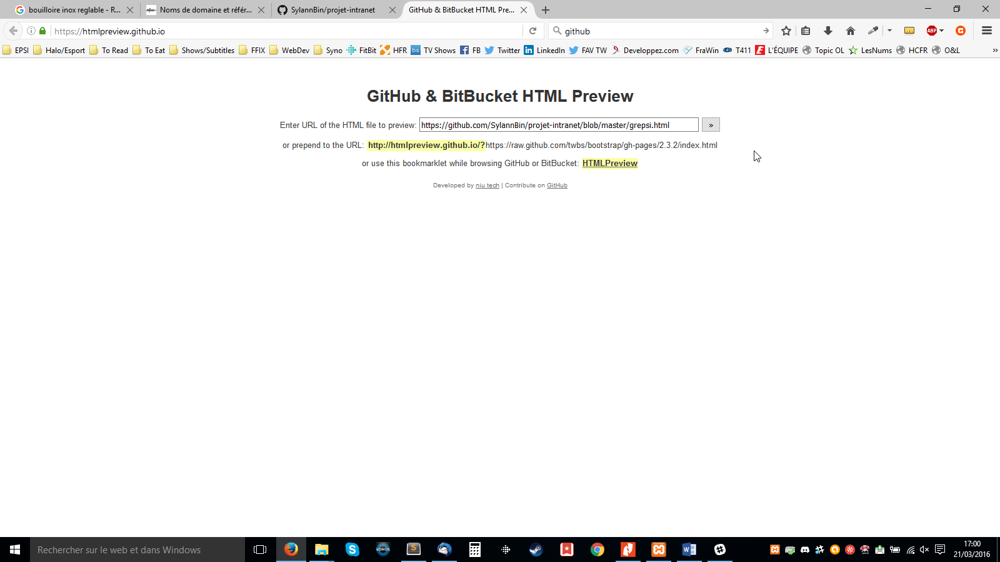 bouilloire inox reglable - R...
Noms de domaine et référ...
SylannBin/projet-intranet
GitHub & BitBucket HTML Pre...
https://htmlpreview.github.io
github
ABP
G
EPSI
Halo/Esport
To Read
To Eat
Shows/Subtitles
FFIX
WebDev
Syno
FitBit
HFR
bs
TV Shows
FB
Twitter
in
LinkedIn
FAV TW
Developpez.com
FraWin
T411
L'ÉQUIPE
Topic OL
LesNums
HCFR
O&L
»
GitHub & BitBucket HTML Preview
Enter URL of the HTML file to preview: https://github.com/SylannBin/projet-intranet/blob/master/grepsi.html »
or prepend to the URL: http://htmlpreview.github.io/?https://raw.github.com/twbs/bootstrap/gh-pages/2.3.2/index.html
or use this bookmarklet while browsing GitHub or BitBucket: HTMLPreview
Developed by niu tech | Contribute on GitHub
Rechercher sur le web et dans Windows
SONOS
17:00
21/03/2016